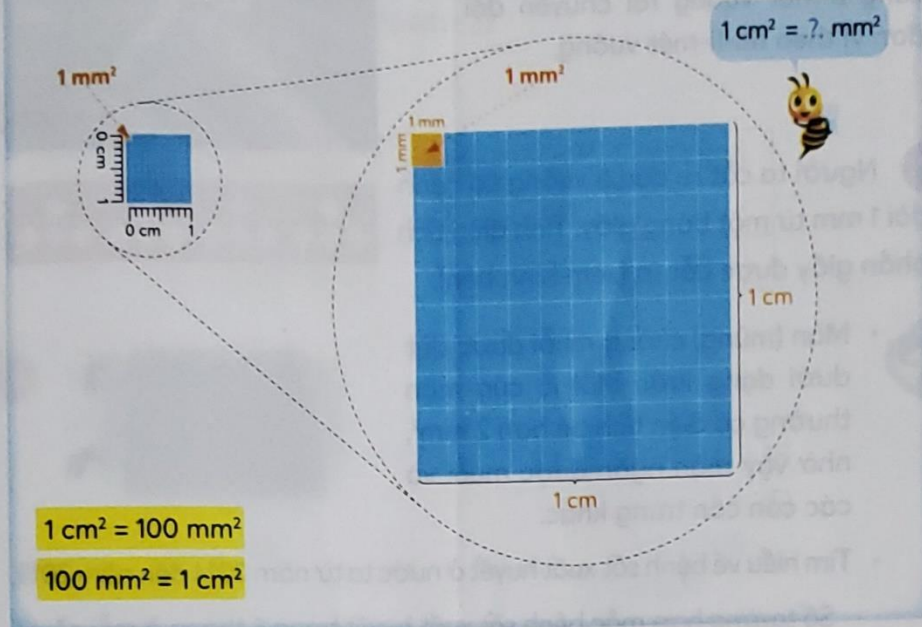 1 cm² = .?. mm²
1 mm²
1 mm²
1 mm
1 mm
0 cm 1
0 cm 1
1 cm
1 cm
1 cm² = 100 mm²
100 mm² = 1 cm²